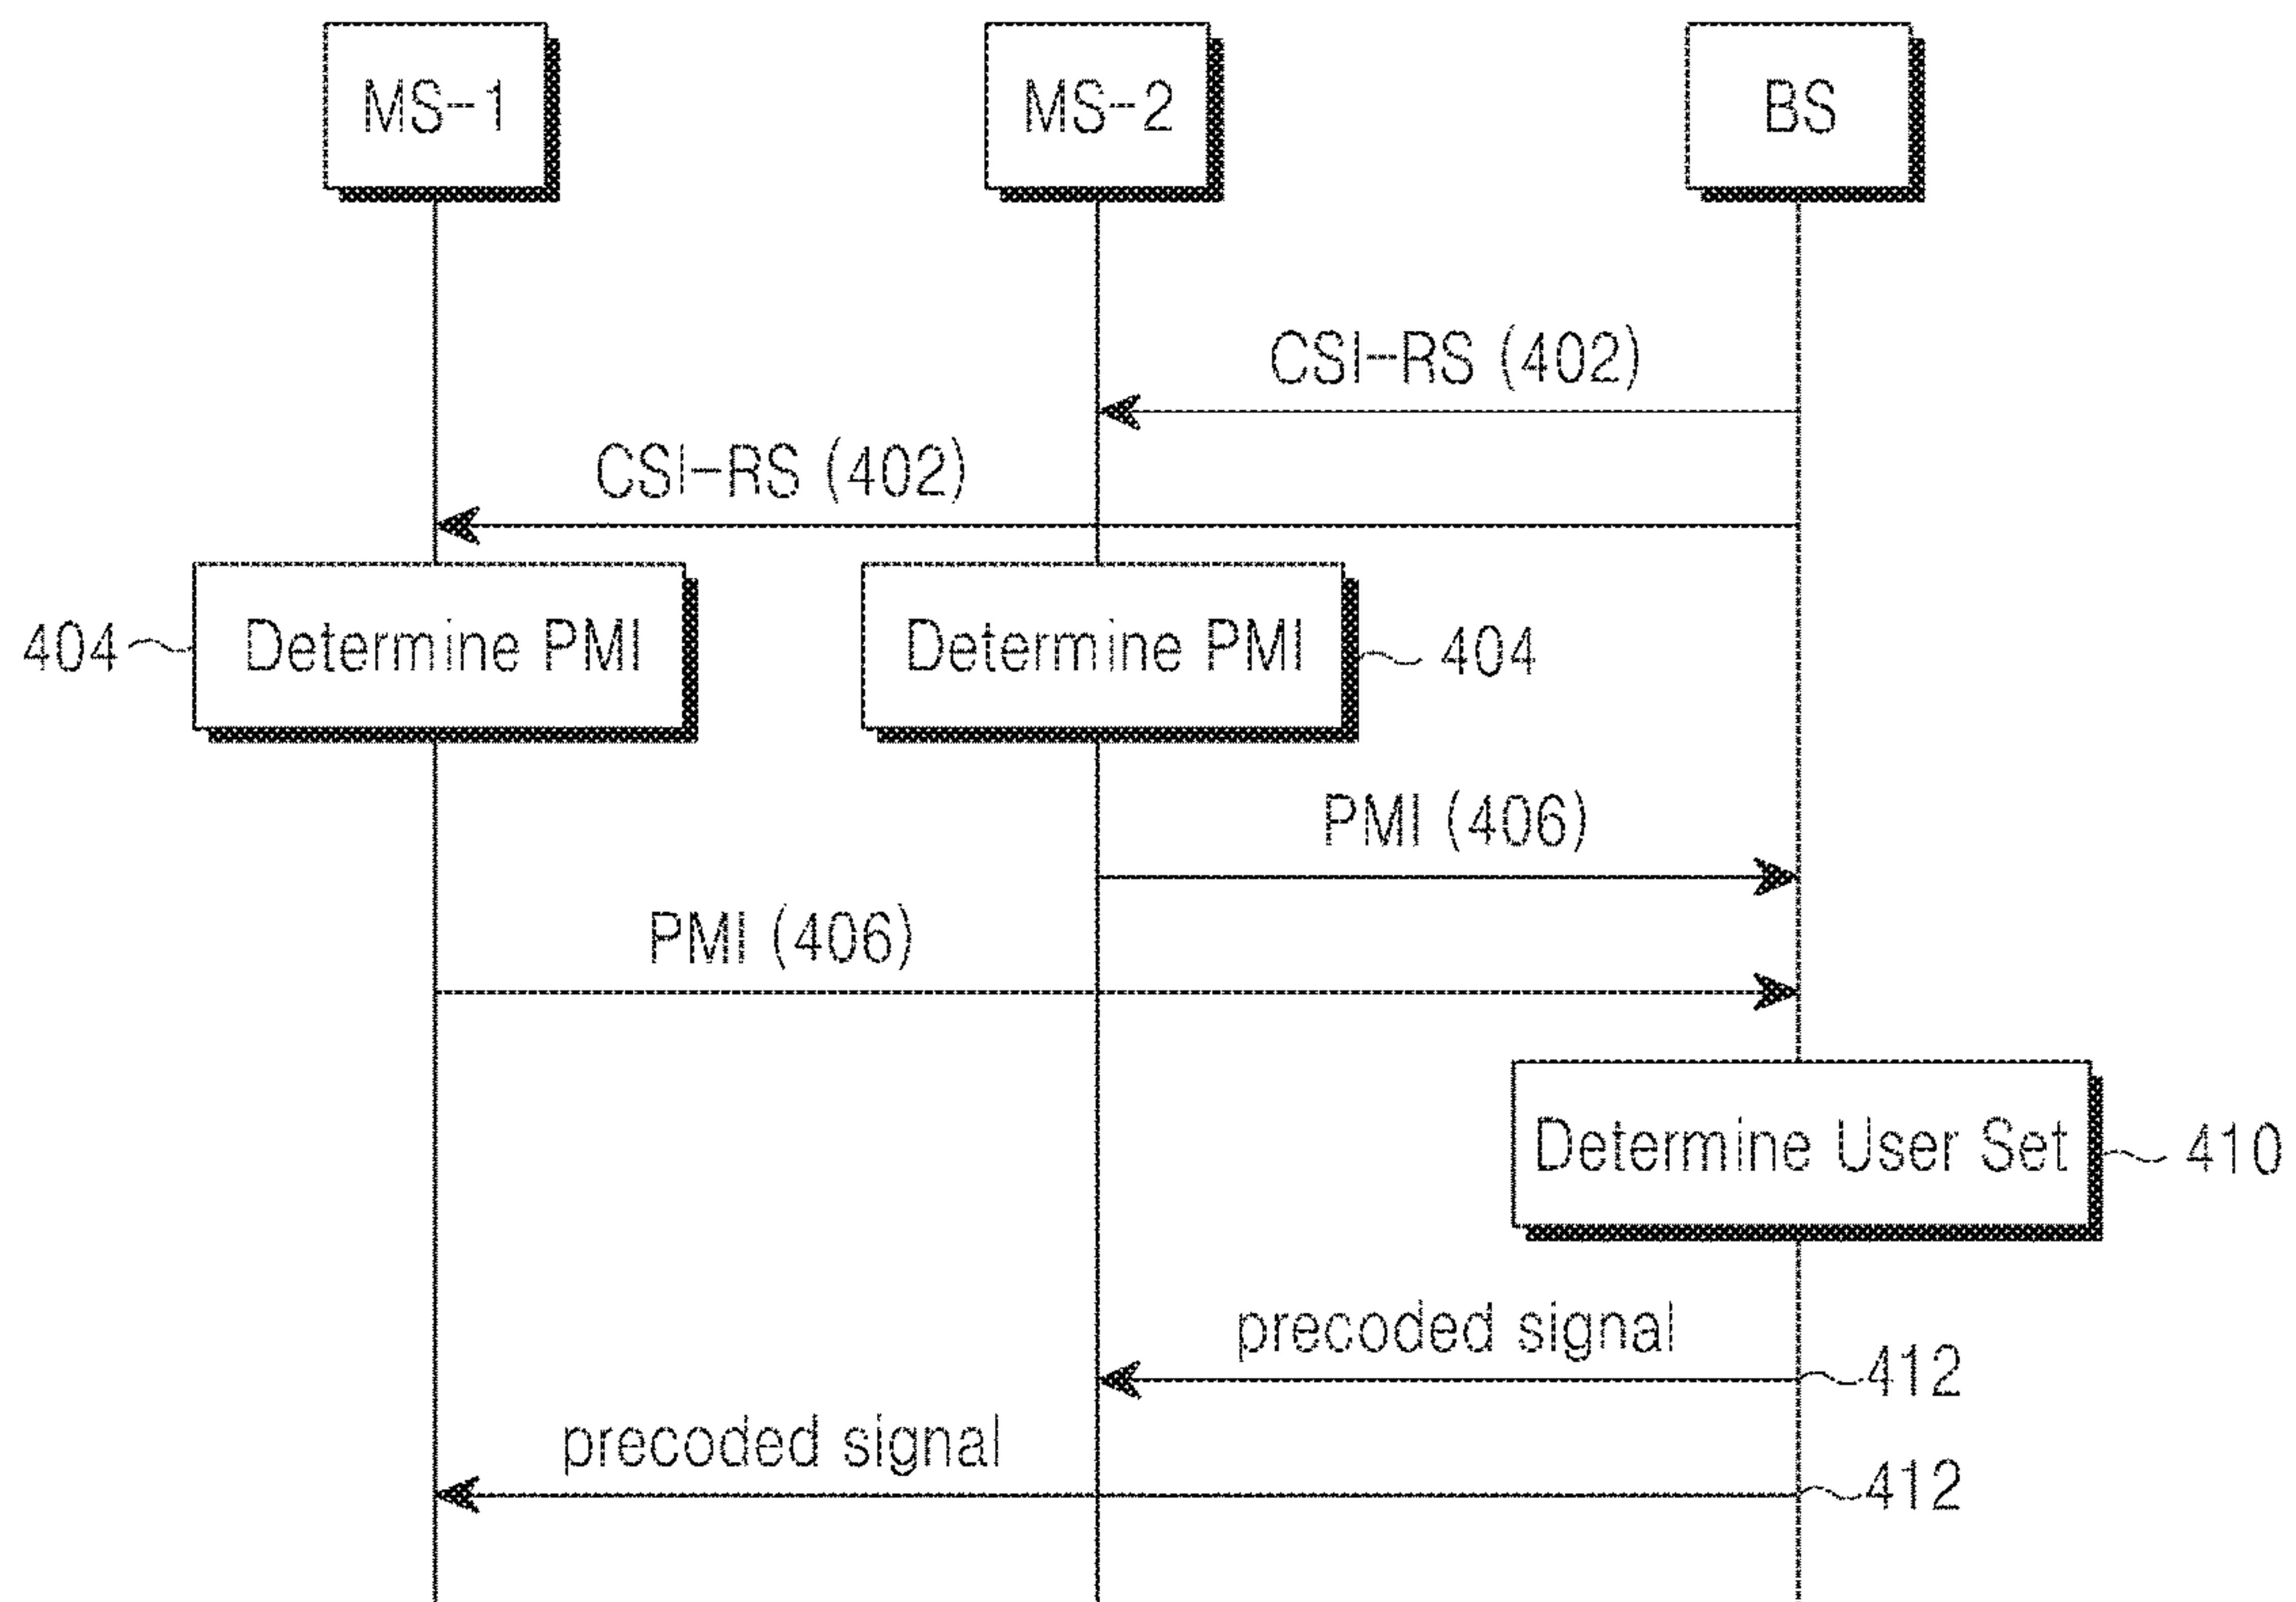 MS-1
MS-2
BS
CSI-RS (402)
CSI-RS (402)
404
Determine PMI
Determine PMI
404
PMI (406)
PMI (406)
Determine User Set
410
precoded signal
412
precoded signal
412